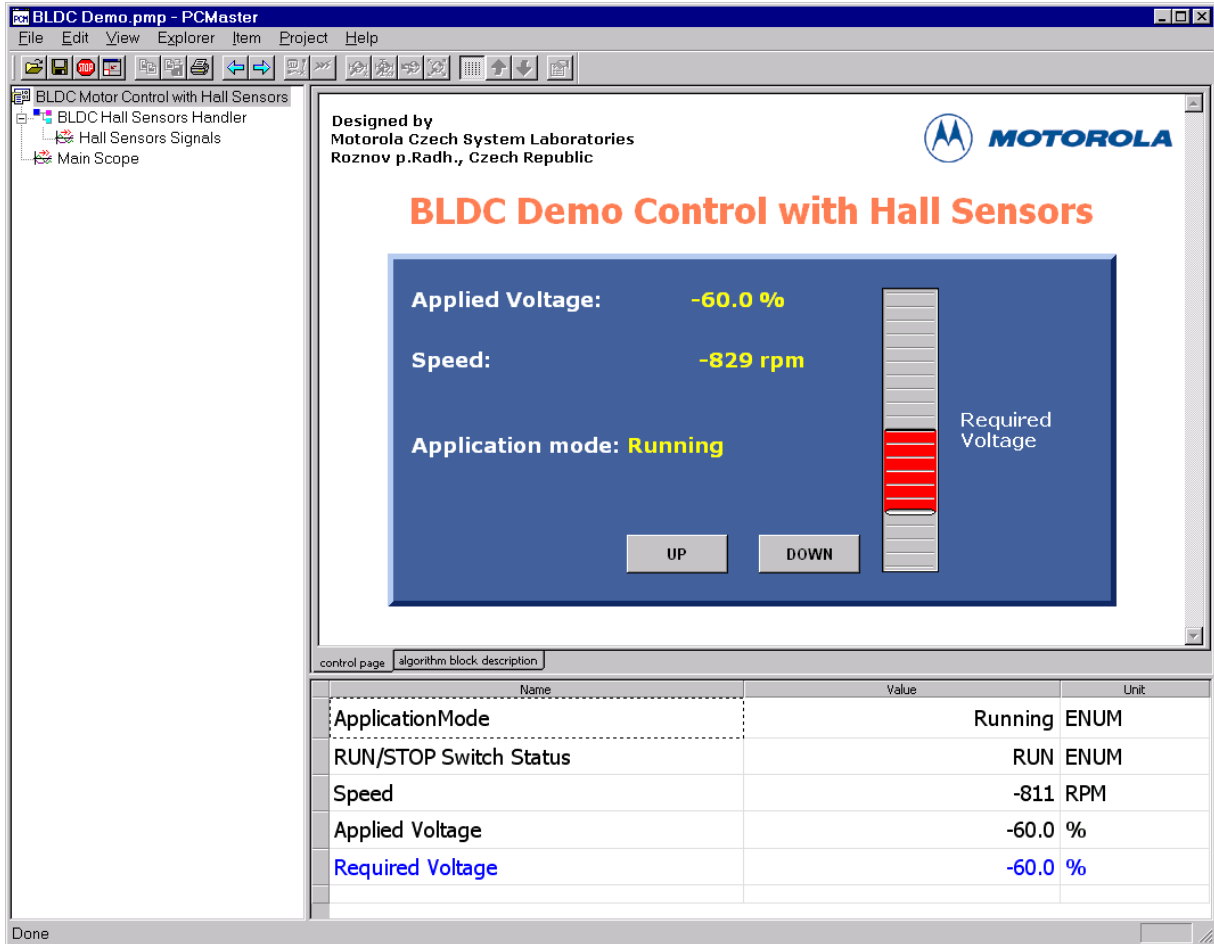 BLDC Demo.pmp - PCMaster
File Edit View Explorer Item Project Help
STOP
BLDC Motor Control with Hall Sensors
BLDC Hall Sensors Handler
Hall Sensors Signals
Main Scope
Designed by
Motorola Czech System Laboratories
Roznov p.Radh., Czech Republic
MOTOROLA
BLDC Demo Control with Hall Sensors
Applied Voltage: -60.0 %
Speed: -829 rpm
Required
Voltage
Application mode: Running
UP DOWN
control page algorithm block description
Name Value Unit
ApplicationMode Running ENUM
RUN/STOP Switch Status RUN ENUM
Speed -811 RPM
Applied Voltage -60.0 %
Required Voltage -60.0 %
Done